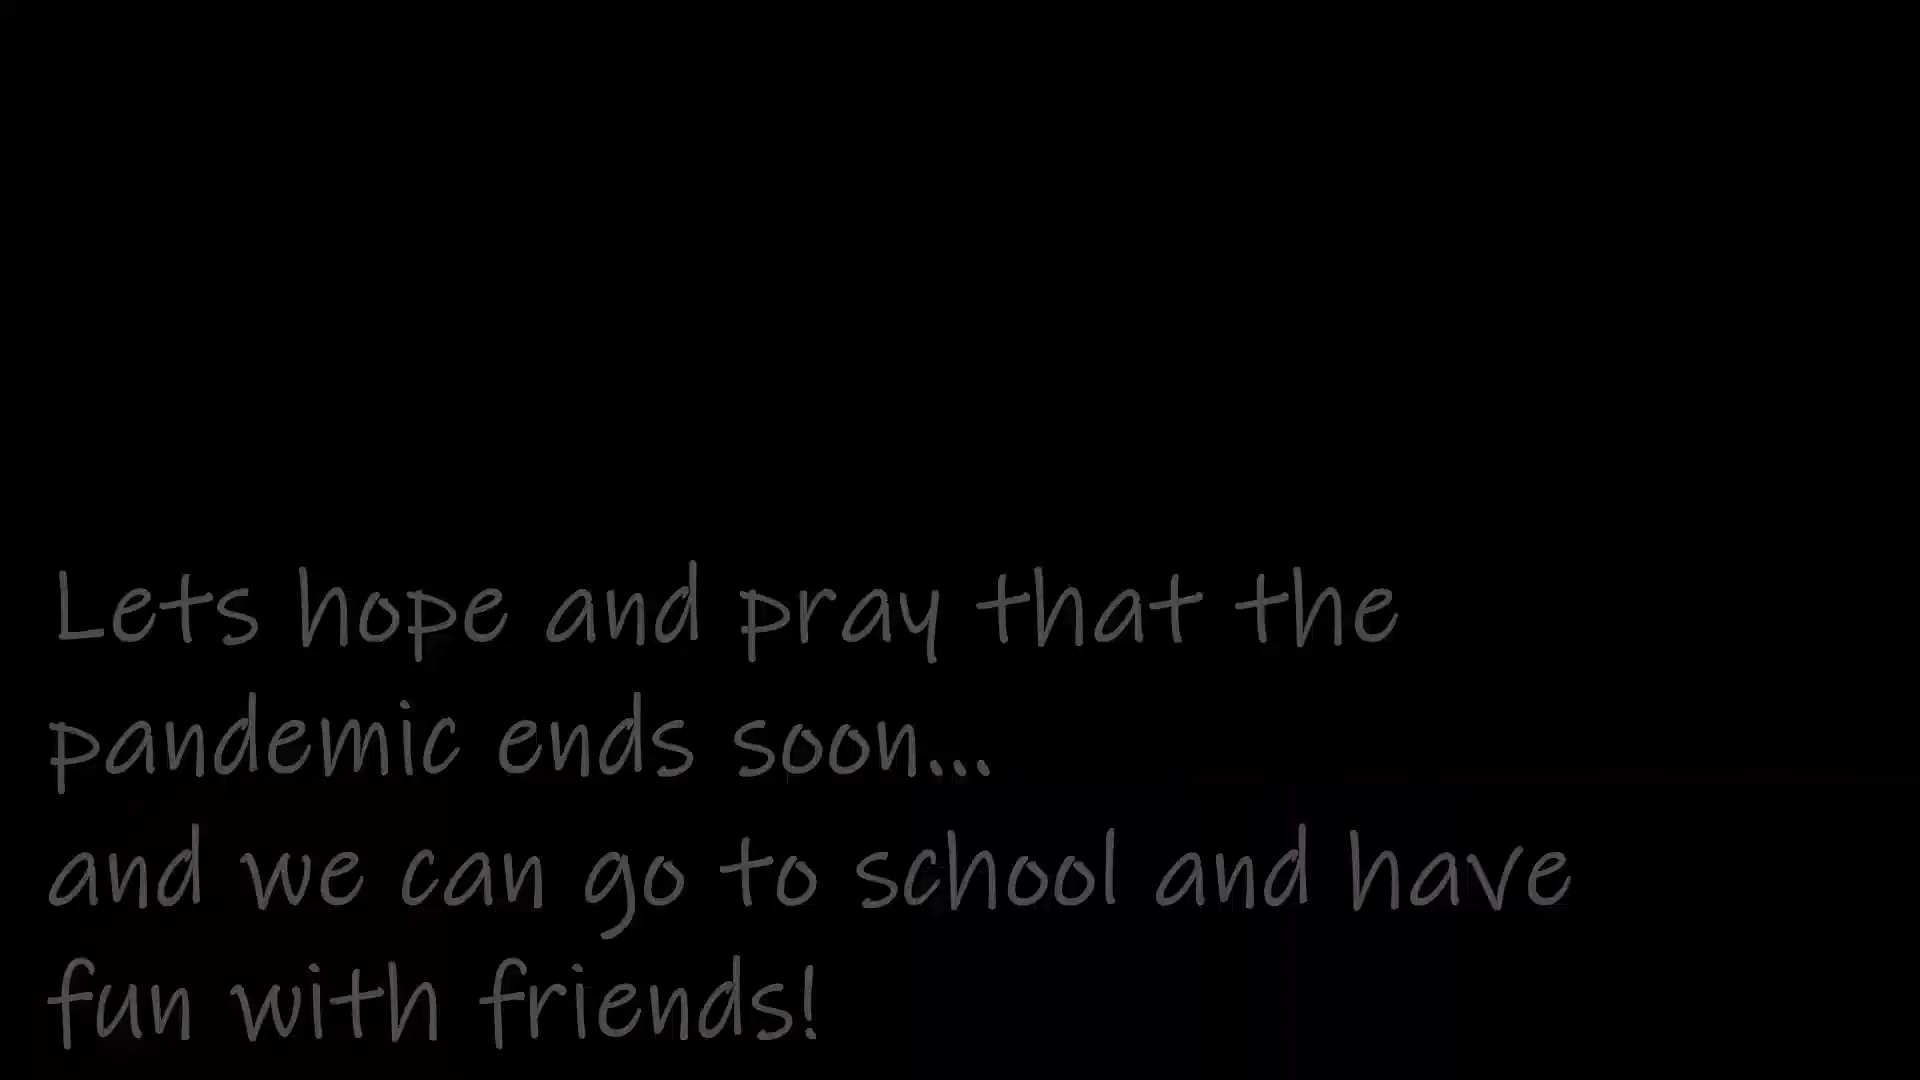 Lets hope and pray that the
pandemic ends soon...
and we can go to school and have
fun with friends!